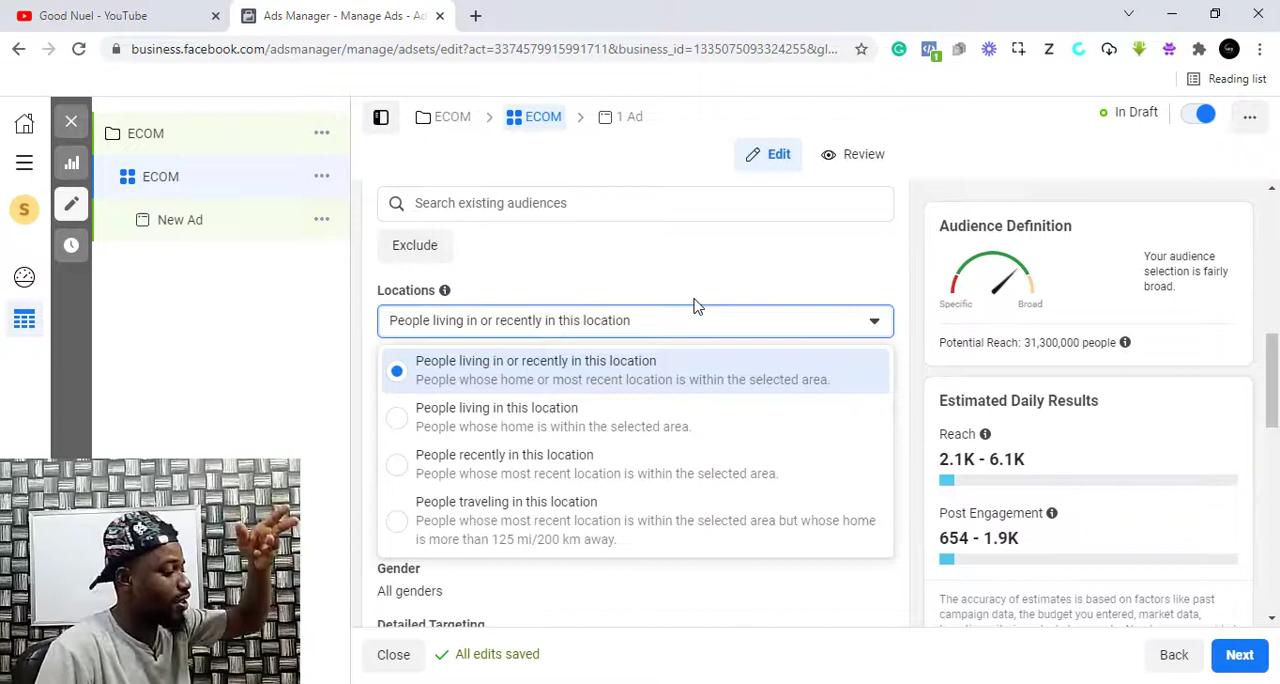 Good Nuel - YouTube
Ads Manager - Manage Ads - Ad
business.facebook.com/adsmanager/manage/adsets/edit?act=3374579915991711&business_id=1335075093324255&gl...
1
Z
Reading list
ECOM
ECOM
New Ad
S
ECOM > ECOM > 1 Ad
In Draft
Edit
Review
Search existing audiences
Exclude
Locations
People living in or recently in this location
People living in or recently in this location
People whose home or most recent location is within the selected area.
People living in this location
People whose home is within the selected area.
People recently in this location
People whose most recent location is within the selected area.
People traveling in this location
People whose most recent location is within the selected area but whose home
is more than 125 mi/200 km away.
Gender
All genders
Detailed Targeting
Close
All edits saved
Back
Next
Audience Definition
Your audience
selection is fairly
broad.
Specific
Broad
Potential Reach: 31,300,000 people
Estimated Daily Results
Reach
2.1K - 6.1K
Post Engagement
654 - 1.9K
The accuracy of estimates is based on factors like past
campaign data, the budget you entered, market data,